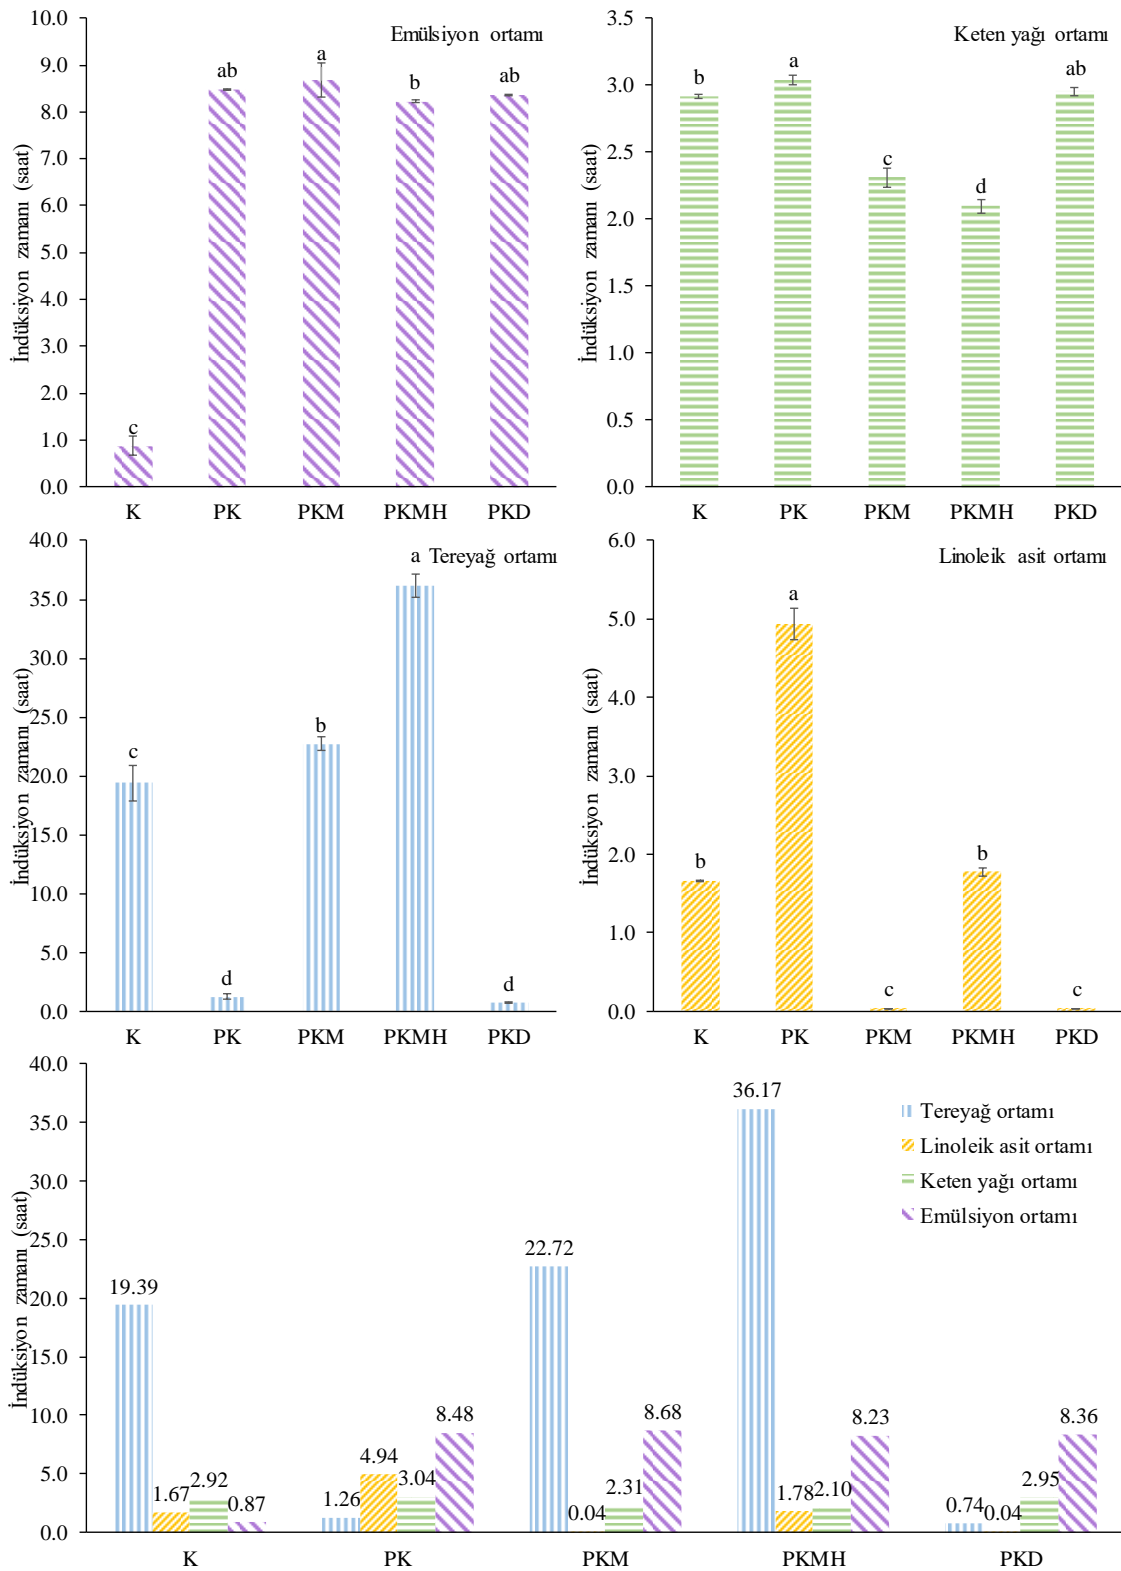 Emülsiyon ortamı
İndüksiyon zamanı (saat)
10.0
9.0
8.0
7.0
6.0
5.0
4.0
3.0
2.0
1.0
0.0
c
ab
a
b
ab
K PK PKM PKMH PKD
Keten yağı ortamı
İndüksiyon zamanı (saat)
3.5
3.0
2.5
2.0
1.5
1.0
0.5
0.0
b
a
c
d
ab
K PK PKM PKMH PKD
Tereyağ ortamı
İndüksiyon zamanı (saat)
40.0
35.0
30.0
25.0
20.0
15.0
10.0
5.0
0.0
c
d
b
a
d
K PK PKM PKMH PKD
Linoleik asit ortamı
İndüksiyon zamanı (saat)
6.0
5.0
4.0
3.0
2.0
1.0
0.0
b
a
c
b
c
K PK PKM PKMH PKD
İndüksiyon zamanı (saat)
40.0
35.0
30.0
25.0
20.0
15.0
10.0
5.0
0.0
19.39
1.67
2.92
0.87
1.26
4.94
3.04
8.48
22.72
0.04
2.31
8.68
36.17
1.78
2.10
8.23
0.74
0.04
2.95
8.36
Tereyağ ortamı
Linoleik asit ortamı
Keten yağı ortamı
Emülsiyon ortamı
K PK PKM PKMH PKD